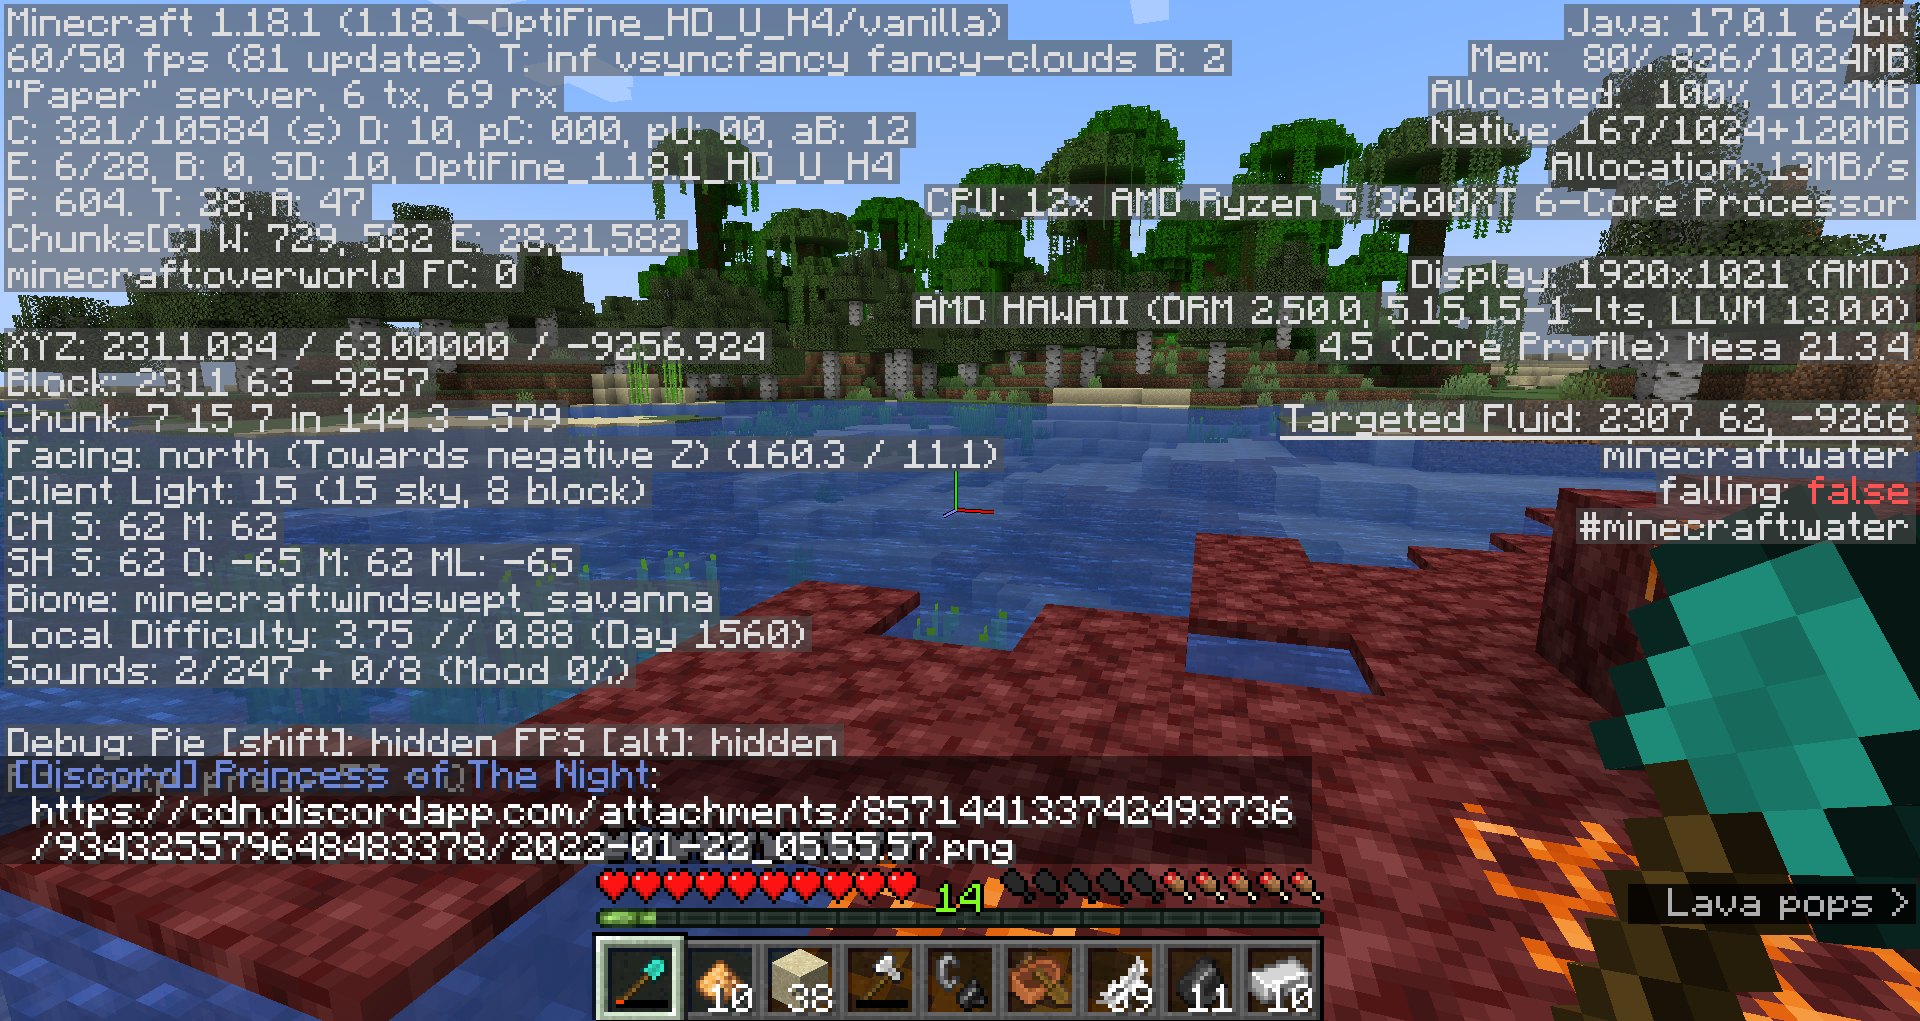 Minecraft 1.18.1 (1.18.1-OptiFine_HD_U_H4/vanilla)
60/50 fps (81 updates) T: inf vsyncfancy fancy-clouds B: 2
"Paper" server, 6 tx, 69 rx
C: 321/10584 (s) D: 10, pC: 000, pU: 00, aB: 12
E: 6/28, B: 0, SD: 10, OptiFine_1.18.1_HD_U_H4
P: 604. T: 28, A: 47
Chunks[C] W: 729, 582 E: 28,21,582
minecraft:overworld FC: 0
XYZ: 2311.034 / 63.00000 / -9256.924
Block: 2311 63 -9257
Chunk: 7 15 7 in 144 3 -579
Facing: north (Towards negative Z) (160.3 / 11.1)
Client Light: 15 (15 sky, 8 block)
CH S: 62 M: 62
SH S: 62 O: -65 M: 62 ML: -65
Biome: minecraft:windswept_savanna
Local Difficulty: 3.75 // 0.88 (Day 1560)
Sounds: 2/247 + 0/8 (Mood 0%)
Debug: Pie [shift]: hidden FPS [alt]: hidden
[Discord] Princess of The Night:
https://cdn.discordapp.com/attachments/857144133742493736
/934325579648483378/2022-01-22_05.55.57.png
Java: 17.0.1 64bit
Mem: 80% 826/1024MB
Allocated: 100% 1024MB
Native: 167/1024+120MB
Allocation: 13MB/s
CPU: 12x AMD Ryzen 5 3600XT 6-Core Processor
Display: 1920x1021 (AMD)
AMD HAWAII (DRM 2.50.0, 5.15.15-1-lts, LLVM 13.0.0)
4.5 (Core Profile) Mesa 21.3.4
Targeted Fluid: 2307, 62, -9266
minecraft:water
falling: false
#minecraft:water
Lava pops >
14
10
38
11
10